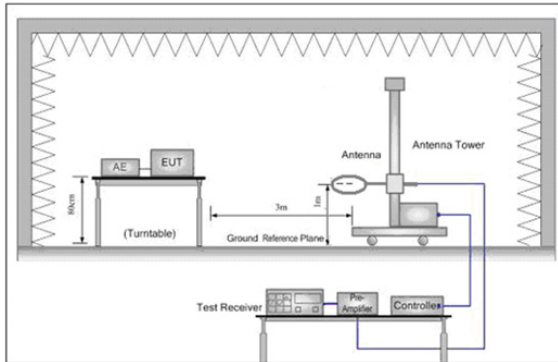 AE
EUT
Antenna
Antenna Tower
80cm
(Turntable)
3m
1m
Ground Reference Plane
Test Receiver
Pre-
Amplifier
Controller